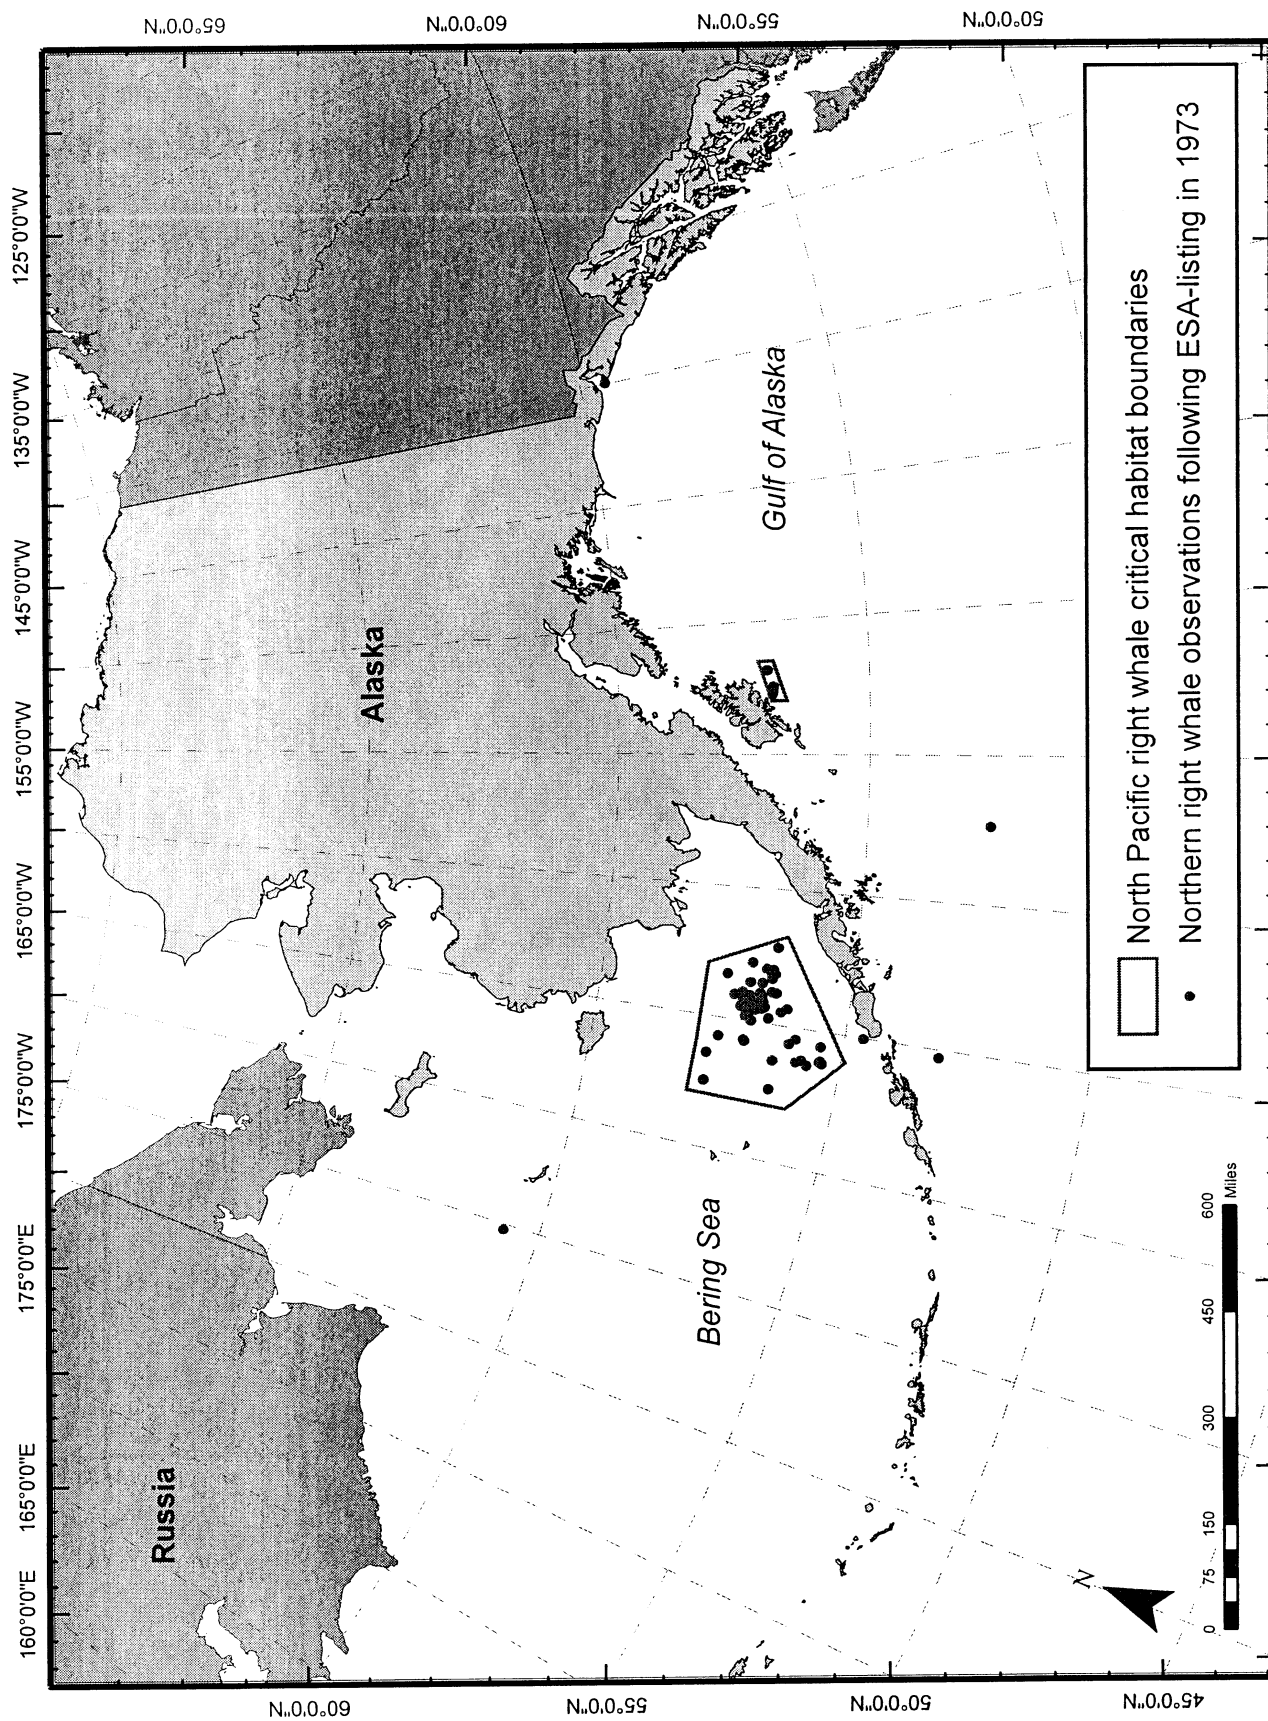 160°0'0"E 165°0'0"E 175°0'0"E 175°0'0"W 165°0'0"W 155°0'0"W 145°0'0"W 135°0'0"W 125°0'0"W
65°0'0"N
60°0'0"N
55°0'0"N
50°0'0"N
60°0'0"N
55°0'0"N
50°0'0"N
45°0'0"N
Russia
Alaska
Bering Sea
Gulf of Alaska
N
0 75 150 300 450 600
Miles
North Pacific right whale critical habitat boundaries
Northern right whale observations following ESA-listing in 1973